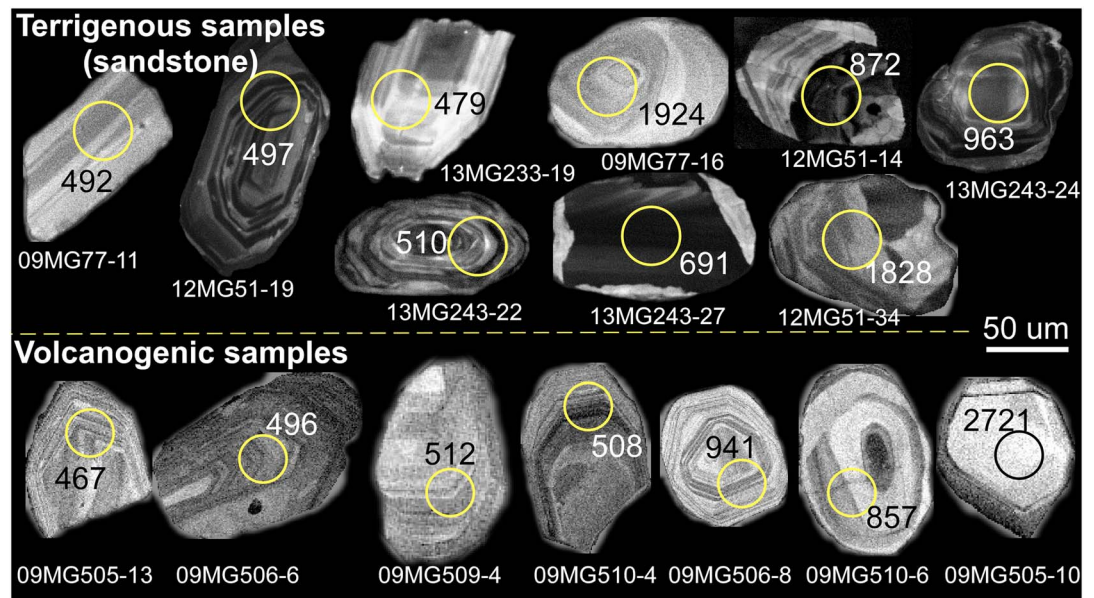 Terrigenous samples
(sandstone)
492
497
479
1924
872
963
09MG77-11
12MG51-19
13MG233-19
09MG77-16
12MG51-14
13MG243-24
510
691
1828
13MG243-22
13MG243-27
12MG51-34
50 um
Volcanogenic samples
467
496
512
508
941
857
2721
09MG505-13
09MG506-6
09MG509-4
09MG510-4
09MG506-8
09MG510-6
09MG505-10